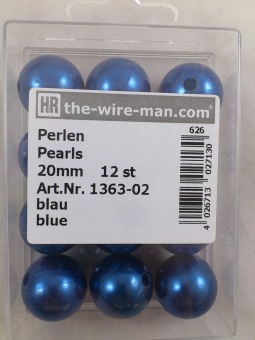 HR the-wire-man.com®
626
Perlen
Pearls
20mm 12 st
Art.Nr. 1363-02
blau
blue
4 026713 027130